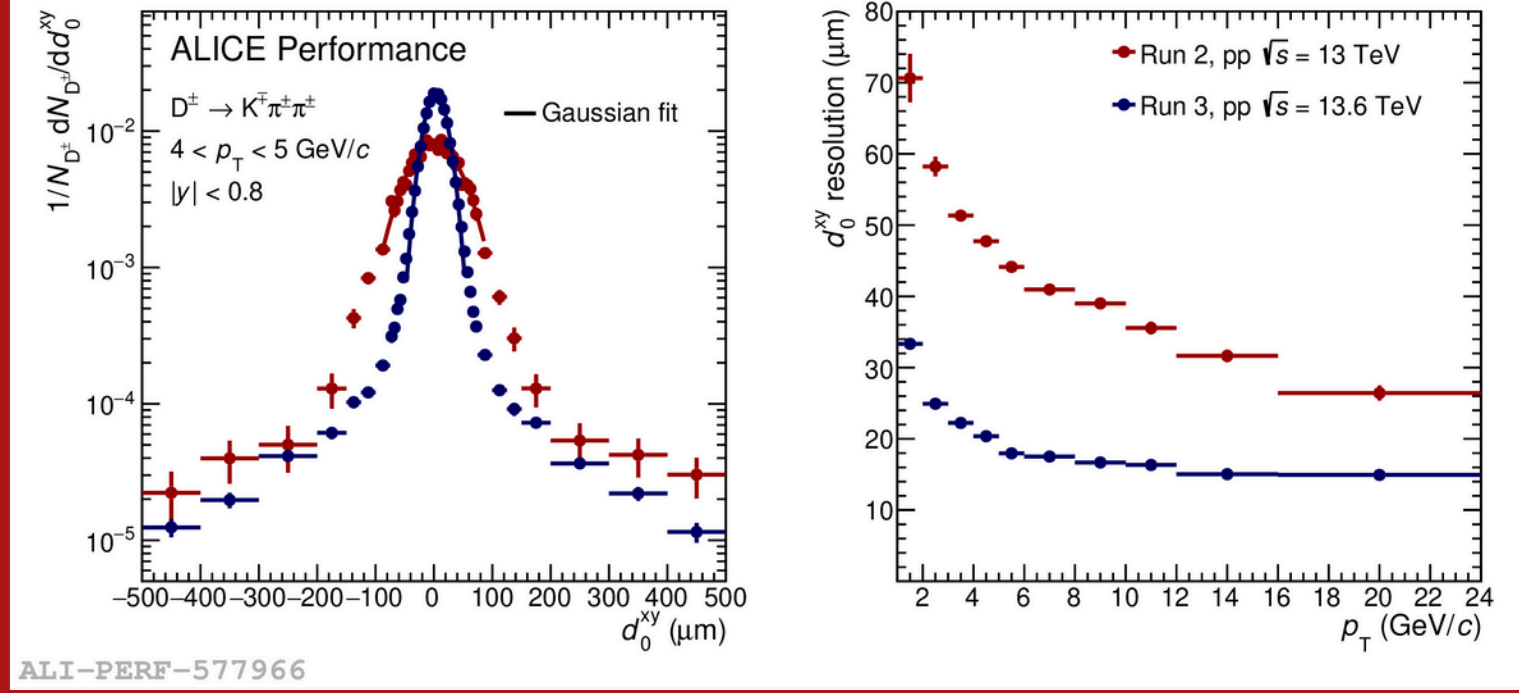 ALICE Performance
D± → K∓π±π±
4 < pT < 5 GeV/c
|y| < 0.8
Gaussian fit
1/ND± dND±/dd0xy
10−2
10−3
10−4
10−5
−500 −400 −300 −200 −100 0 100 200 300 400 500
d0xy (μm)
Run 2, pp √s = 13 TeV
Run 3, pp √s = 13.6 TeV
d0xy resolution (μm)
80
70
60
50
40
30
20
10
2 4 6 8 10 12 14 16 18 20 22 24
pT (GeV/c)
ALI−PERF−577966